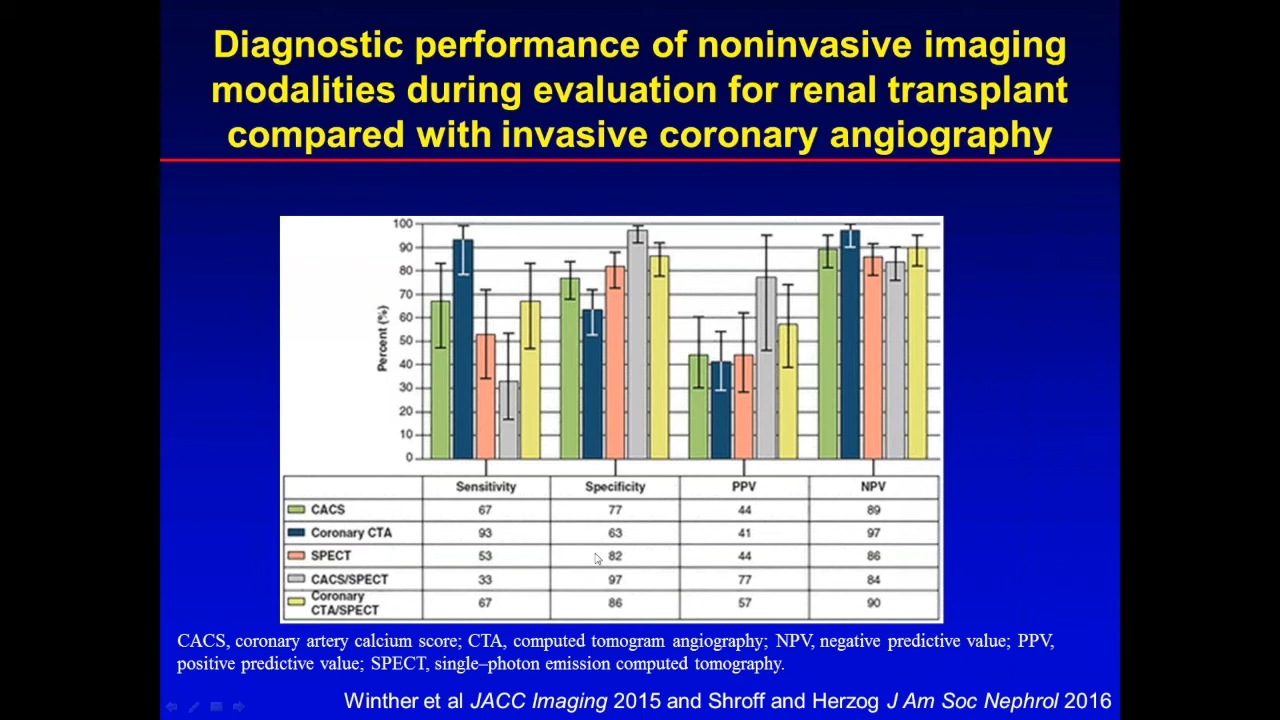 Diagnostic performance of noninvasive imaging
modalities during evaluation for renal transplant
compared with invasive coronary angiography
100
90
80
70
60
50
40
30
20
10
0
Percent (%)
Sensitivity Specificity PPV NPV
CACS 67 77 44 89
Coronary CTA 93 63 41 97
SPECT 53 82 44 86
CACS/SPECT 33 97 77 84
Coronary
CTA/SPECT 67 86 57 90
CACS, coronary artery calcium score; CTA, computed tomogram angiography; NPV, negative predictive value; PPV,
positive predictive value; SPECT, single–photon emission computed tomography.
Winther et al JACC Imaging 2015 and Shroff and Herzog J Am Soc Nephrol 2016